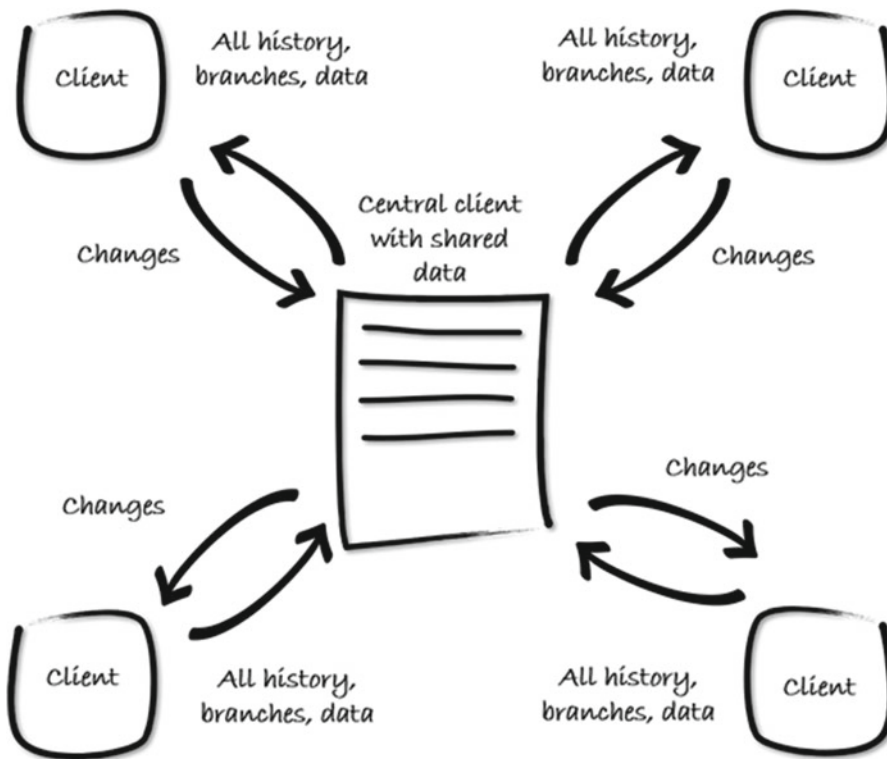 Client
All history,
branches, data
All history,
branches, data
Client
Changes
Central client
with shared
data
Changes
Changes
Changes
Client
All history,
branches, data
All history,
branches, data
Client